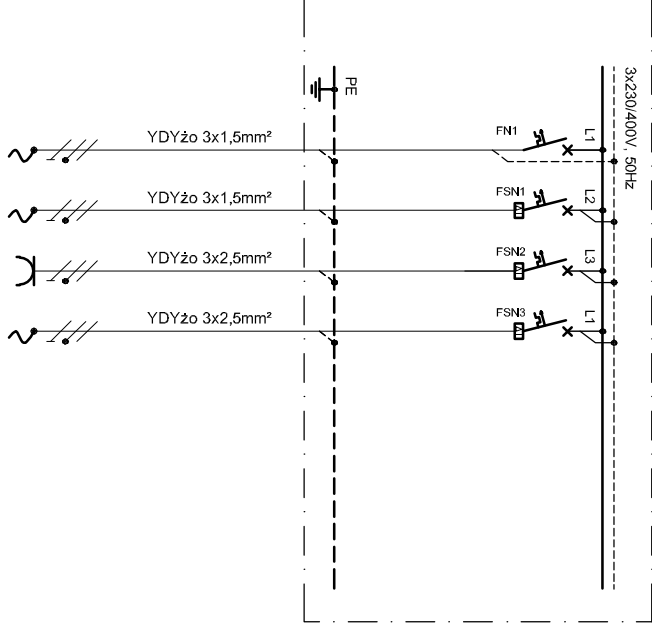 3x230/400V, 50Hz
PE
YDYżo 3x1,5mm²
FN1
L1
YDYżo 3x1,5mm²
FSN1
L2
YDYżo 3x2,5mm²
FSN2
L3
YDYżo 3x2,5mm²
FSN3
L1